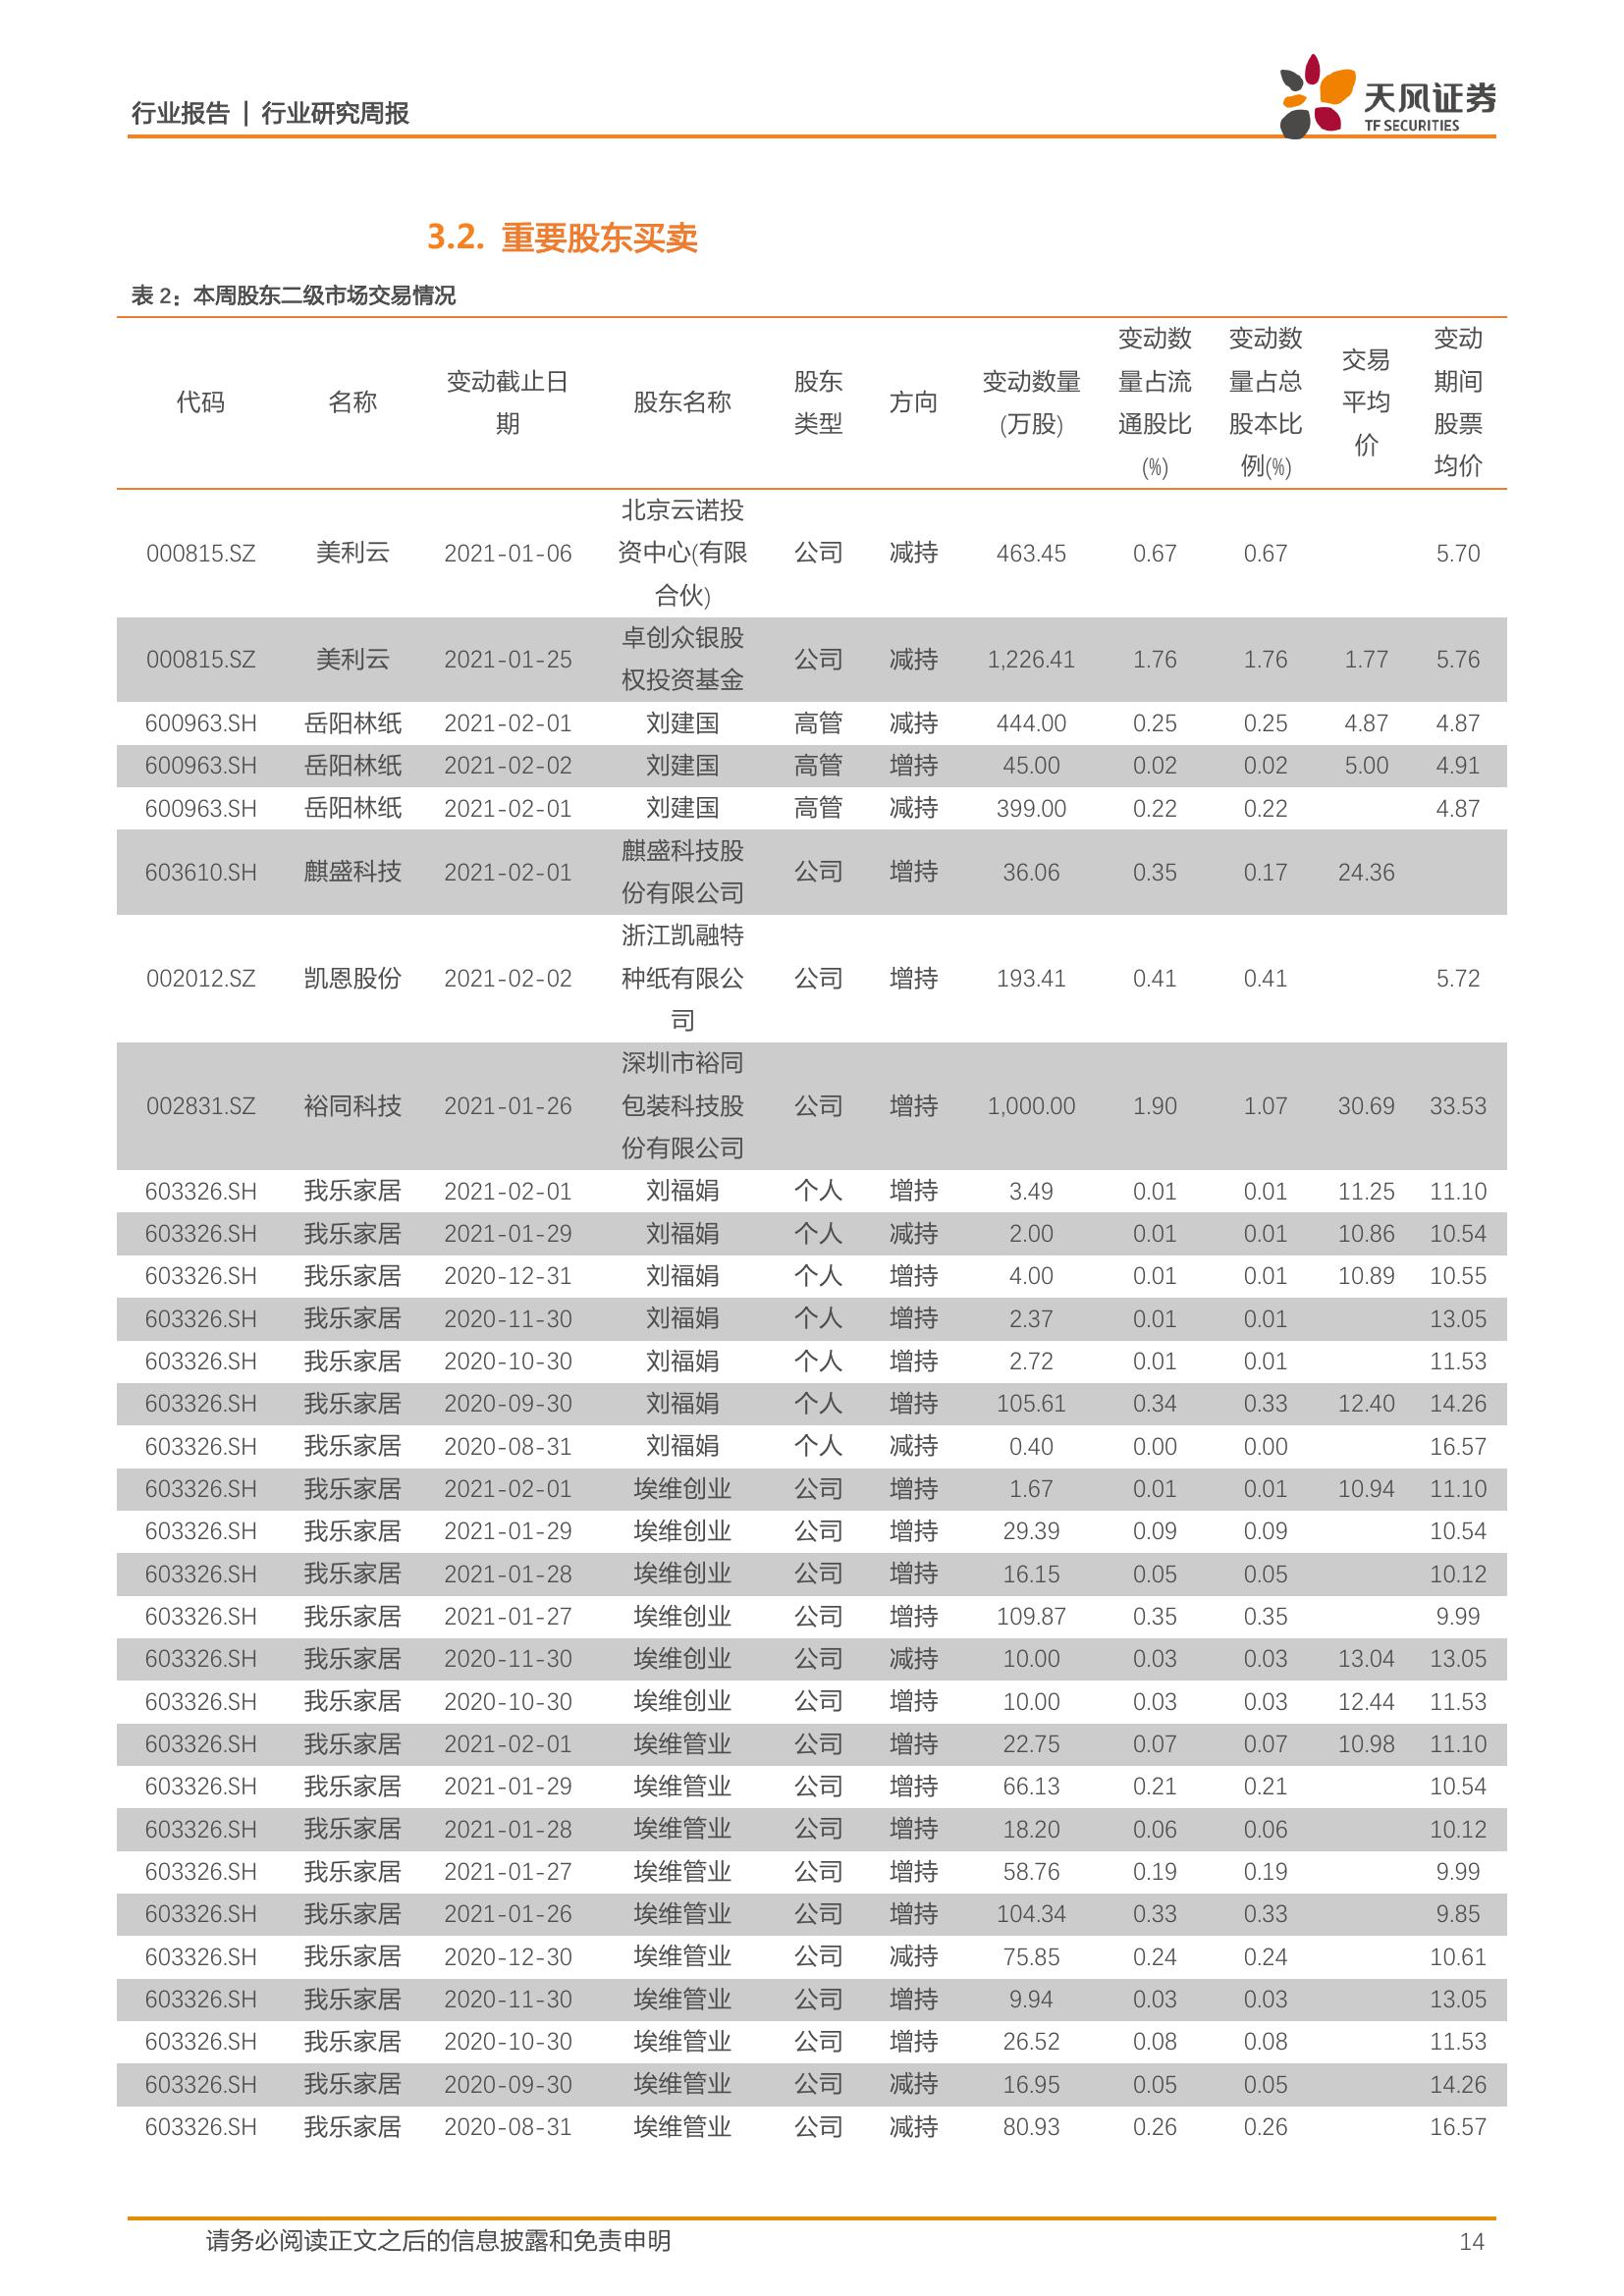 行业报告 | 行业研究周报
天风证券
TF SECURITIES
3.2. 重要股东买卖
表 2：本周股东二级市场交易情况
代码 名称 变动截止日期 股东名称 股东类型 方向 变动数量(万股) 变动数量占流通股比(%) 变动数量占总股本比例(%) 交易平均价 变动期间股票均价
000815.SZ 美利云 2021-01-06 北京云诺投资中心(有限合伙) 公司 减持 463.45 0.67 0.67 5.70
000815.SZ 美利云 2021-01-25 卓创众银股权投资基金 公司 减持 1,226.41 1.76 1.76 1.77 5.76
600963.SH 岳阳林纸 2021-02-01 刘建国 高管 减持 444.00 0.25 0.25 4.87 4.87
600963.SH 岳阳林纸 2021-02-02 刘建国 高管 增持 45.00 0.02 0.02 5.00 4.91
600963.SH 岳阳林纸 2021-02-01 刘建国 高管 减持 399.00 0.22 0.22 4.87
603610.SH 麒盛科技 2021-02-01 麒盛科技股份有限公司 公司 增持 36.06 0.35 0.17 24.36
002012.SZ 凯恩股份 2021-02-02 浙江凯融特种纸有限公司 公司 增持 193.41 0.41 0.41 5.72
002831.SZ 裕同科技 2021-01-26 深圳市裕同包装科技股份有限公司 公司 增持 1,000.00 1.90 1.07 30.69 33.53
603326.SH 我乐家居 2021-02-01 刘福娟 个人 增持 3.49 0.01 0.01 11.25 11.10
603326.SH 我乐家居 2021-01-29 刘福娟 个人 减持 2.00 0.01 0.01 10.86 10.54
603326.SH 我乐家居 2020-12-31 刘福娟 个人 增持 4.00 0.01 0.01 10.89 10.55
603326.SH 我乐家居 2020-11-30 刘福娟 个人 增持 2.37 0.01 0.01 13.05
603326.SH 我乐家居 2020-10-30 刘福娟 个人 增持 2.72 0.01 0.01 11.53
603326.SH 我乐家居 2020-09-30 刘福娟 个人 增持 105.61 0.34 0.33 12.40 14.26
603326.SH 我乐家居 2020-08-31 刘福娟 个人 减持 0.40 0.00 0.00 16.57
603326.SH 我乐家居 2021-02-01 埃维创业 公司 增持 1.67 0.01 0.01 10.94 11.10
603326.SH 我乐家居 2021-01-29 埃维创业 公司 增持 29.39 0.09 0.09 10.54
603326.SH 我乐家居 2021-01-28 埃维创业 公司 增持 16.15 0.05 0.05 10.12
603326.SH 我乐家居 2021-01-27 埃维创业 公司 增持 109.87 0.35 0.35 9.99
603326.SH 我乐家居 2020-11-30 埃维创业 公司 减持 10.00 0.03 0.03 13.04 13.05
603326.SH 我乐家居 2020-10-30 埃维创业 公司 增持 10.00 0.03 0.03 12.44 11.53
603326.SH 我乐家居 2021-02-01 埃维管业 公司 增持 22.75 0.07 0.07 10.98 11.10
603326.SH 我乐家居 2021-01-29 埃维管业 公司 增持 66.13 0.21 0.21 10.54
603326.SH 我乐家居 2021-01-28 埃维管业 公司 增持 18.20 0.06 0.06 10.12
603326.SH 我乐家居 2021-01-27 埃维管业 公司 增持 58.76 0.19 0.19 9.99
603326.SH 我乐家居 2021-01-26 埃维管业 公司 增持 104.34 0.33 0.33 9.85
603326.SH 我乐家居 2020-12-30 埃维管业 公司 减持 75.85 0.24 0.24 10.61
603326.SH 我乐家居 2020-11-30 埃维管业 公司 增持 9.94 0.03 0.03 13.05
603326.SH 我乐家居 2020-10-30 埃维管业 公司 增持 26.52 0.08 0.08 11.53
603326.SH 我乐家居 2020-09-30 埃维管业 公司 减持 16.95 0.05 0.05 14.26
603326.SH 我乐家居 2020-08-31 埃维管业 公司 减持 80.93 0.26 0.26 16.57
请务必阅读正文之后的信息披露和免责申明 14